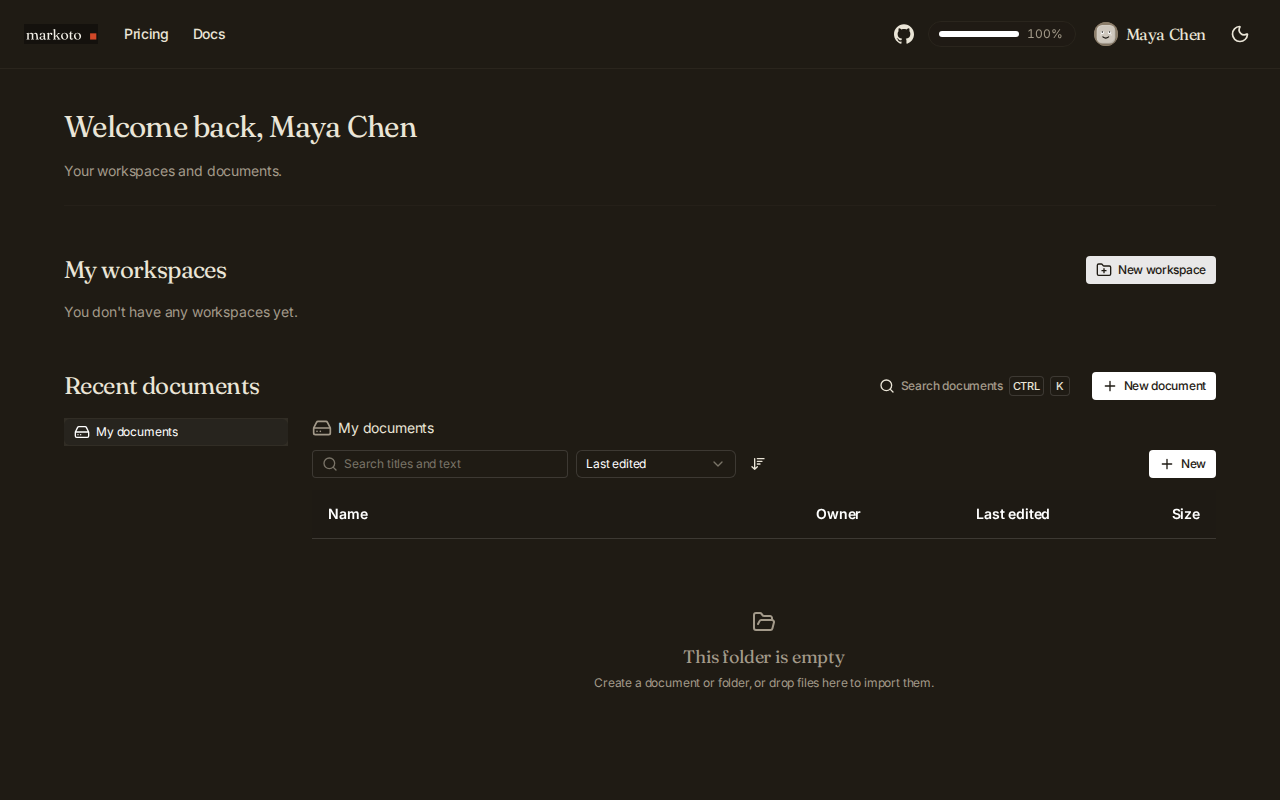 markoto
Pricing
Docs
100%
Maya Chen
Welcome back, Maya Chen
Your workspaces and documents.
My workspaces
New workspace
You don't have any workspaces yet.
Recent documents
Search documents CTRL K
New document
My documents
My documents
Search titles and text
Last edited
New
Name Owner Last edited Size
This folder is empty
Create a document or folder, or drop files here to import them.